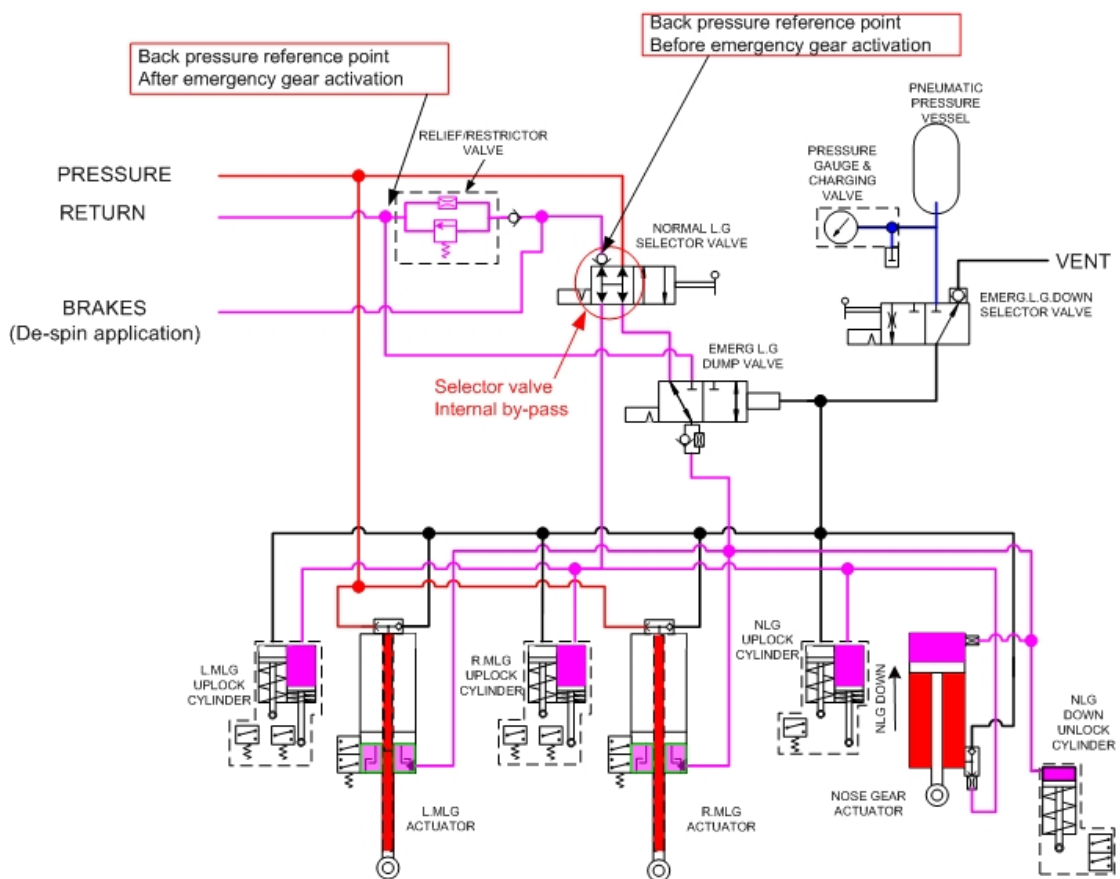 Back pressure reference point
Before emergency gear activation
Back pressure reference point
After emergency gear activation
PNEUMATIC
PRESSURE
VESSEL
RELIEF/RESTRICTOR
VALVE
PRESSURE
GAUGE &
CHARGING
VALVE
PRESSURE
RETURN
NORMAL L.G
SELECTOR VALVE
VENT
BRAKES
(De-spin application)
EMERG.L.G.DOWN
SELECTOR VALVE
EMERG L.G
DUMP VALVE
Selector valve
Internal by-pass
L.MLG
UPLOCK
CYLINDER
R.MLG
UPLOCK
CYLINDER
NLG
UPLOCK
CYLINDER
NLG DOWN
NLG
DOWN
UNLOCK
CYLINDER
L.MLG
ACTUATOR
R.MLG
ACTUATOR
NOSE GEAR
ACTUATOR